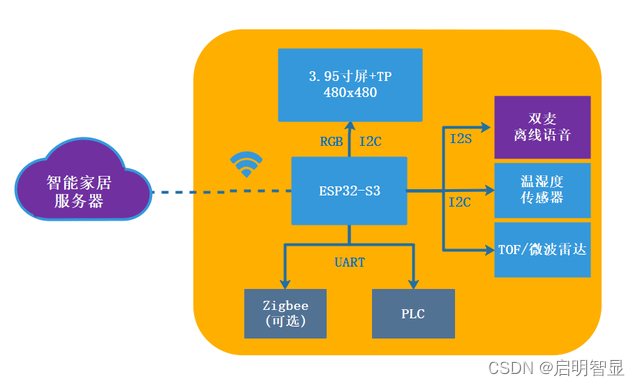 3.95寸屏+TP
480x480
RGB I2C
双麦
离线语音
I2S
智能家居
服务器
ESP32-S3
温湿度
传感器
I2C
TOF/微波雷达
UART
Zigbee
(可选)
PLC
CSDN @启明智显